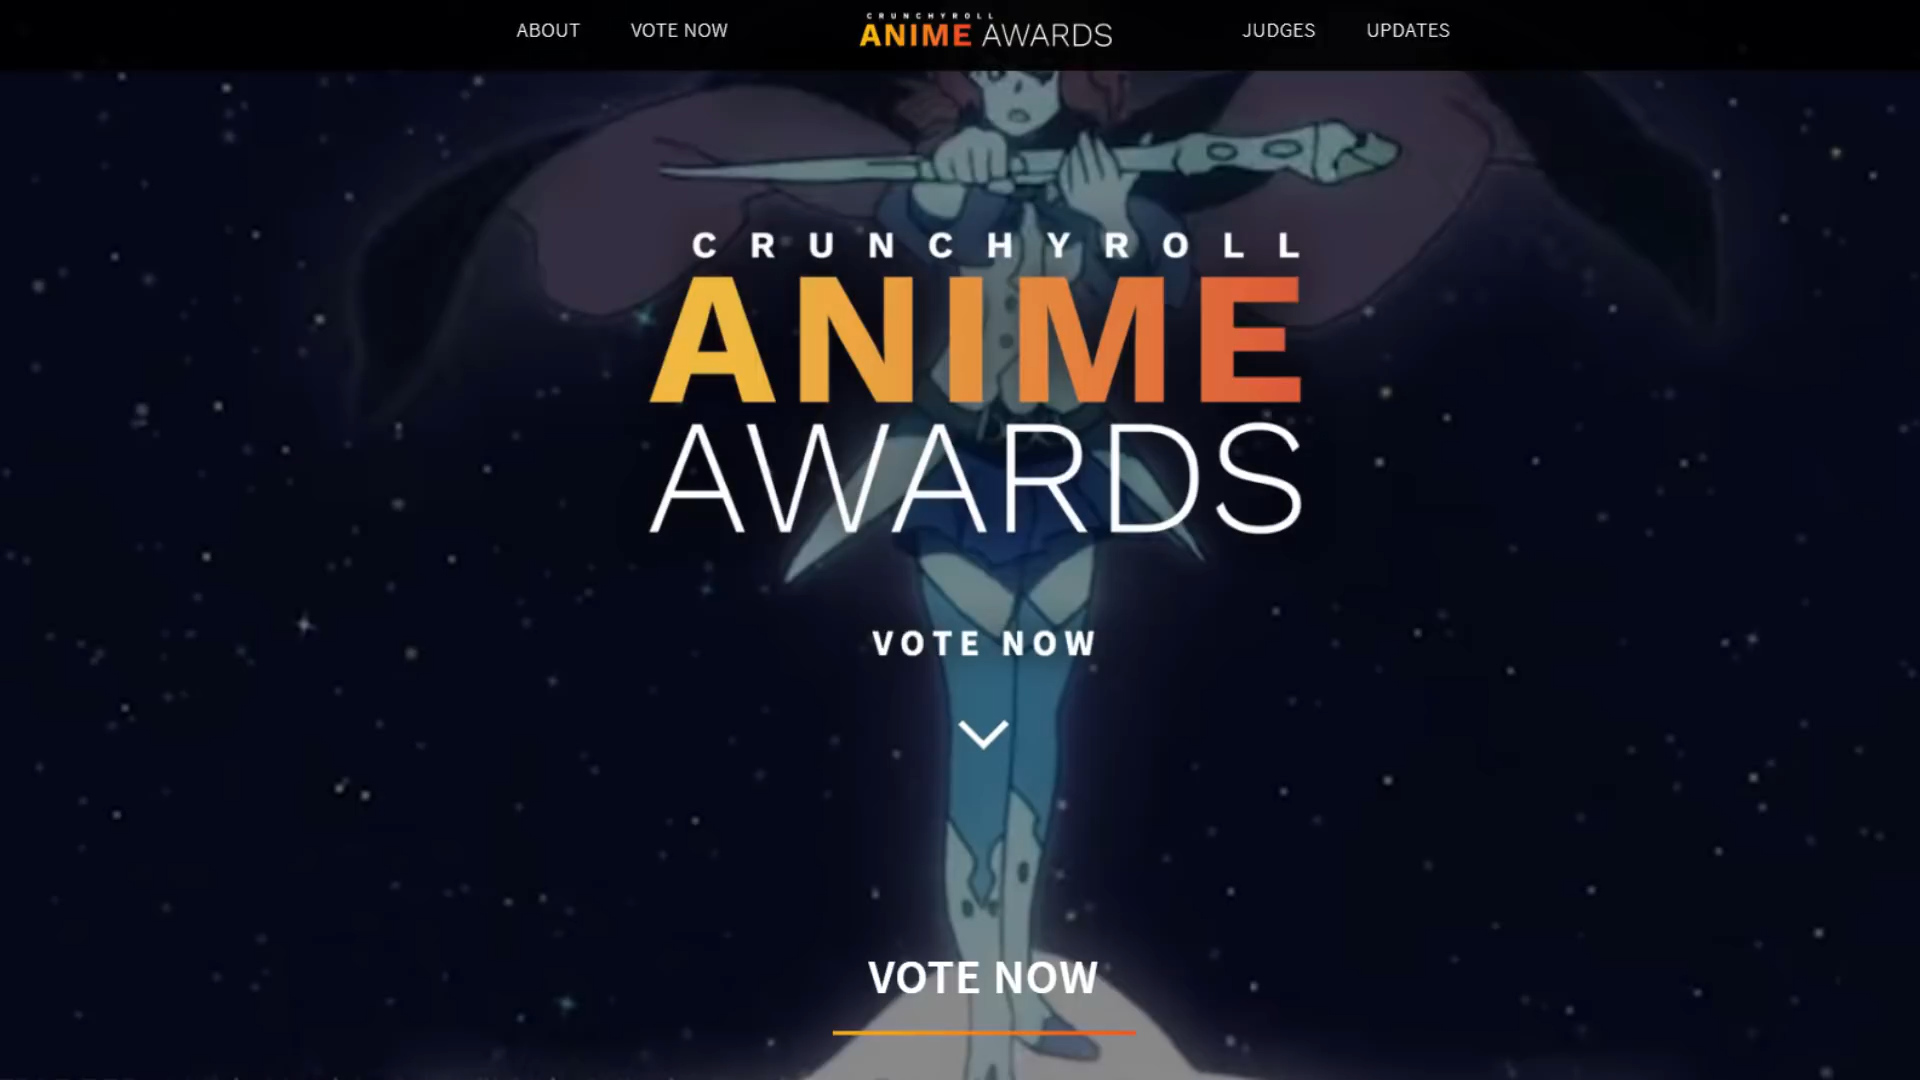 ABOUT VOTE NOW CRUNCHYROLL JUDGES UPDATES
ANIME AWARDS
CRUNCHYROLL
ANIME
AWARDS
VOTE NOW
VOTE NOW